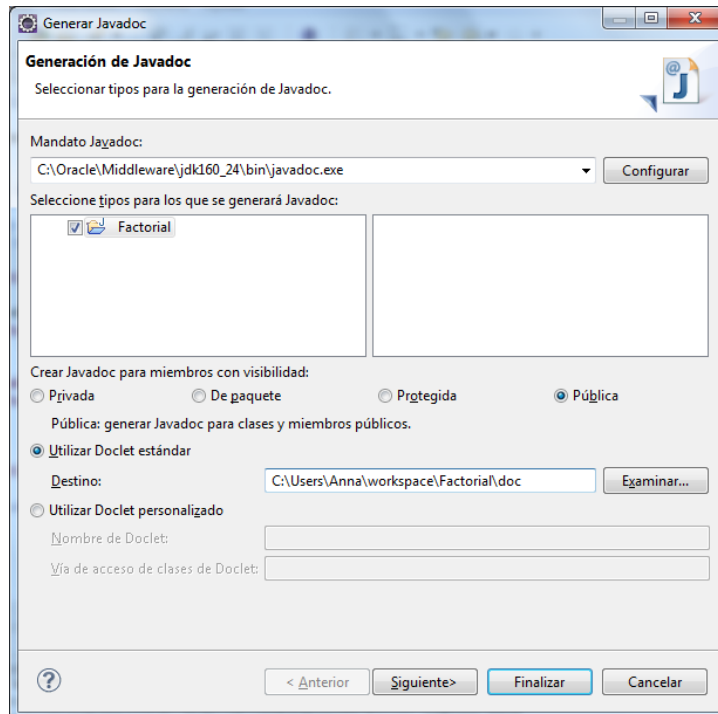 Generar Javadoc
Generación de Javadoc
Seleccionar tipos para la generación de Javadoc.
@
J
Mandato Javadoc:
C:\Oracle\Middleware\jdk160_24\bin\javadoc.exe
Configurar
Seleccione tipos para los que se generará Javadoc:
Factorial
Crear Javadoc para miembros con visibilidad:
Privada De paquete Protegida Pública
Pública: generar Javadoc para clases y miembros públicos.
Utilizar Doclet estándar
Destino: C:\Users\Anna\workspace\Factorial\doc Examinar...
Utilizar Doclet personalizado
Nombre de Doclet:
Vía de acceso de clases de Doclet:
? < Anterior Siguiente> Finalizar Cancelar